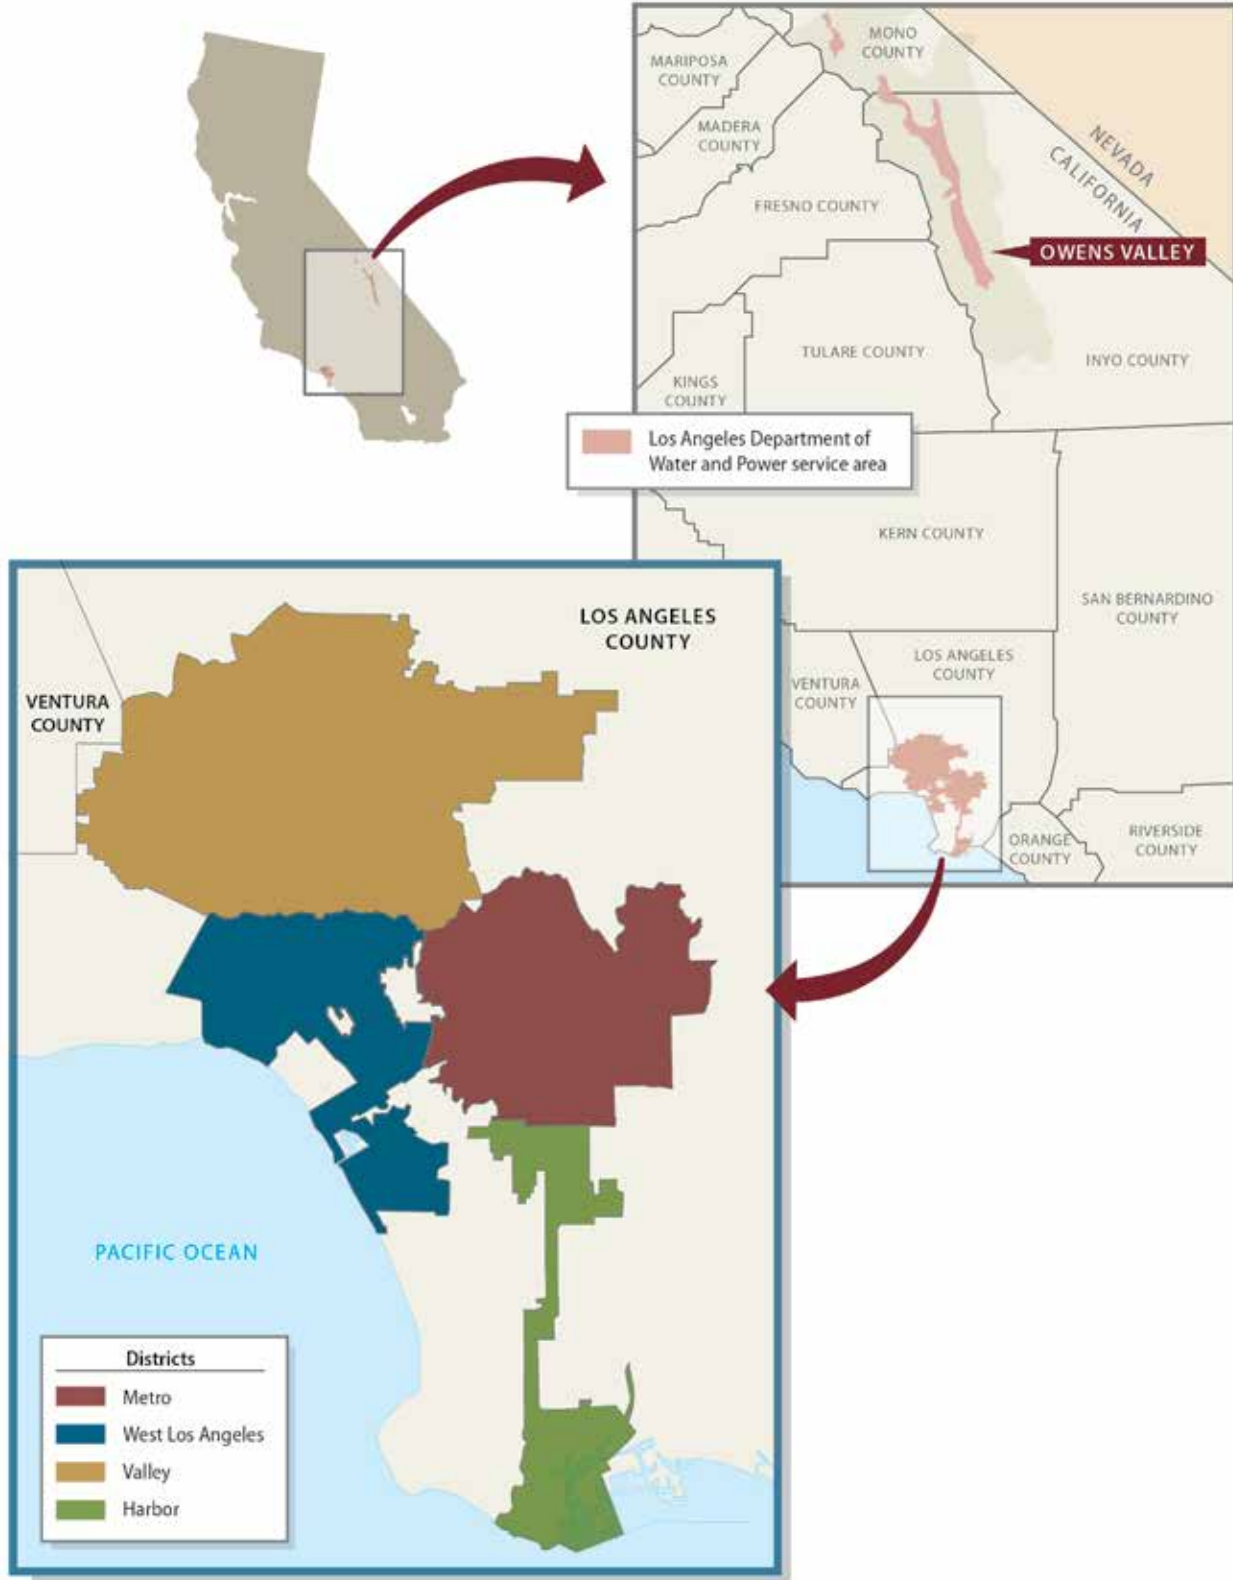 MONO
COUNTY
MARIPOSA
COUNTY
MADERA
COUNTY
NEVADA
CALIFORNIA
FRESNO COUNTY
OWENS VALLEY
TULARE COUNTY
INYO COUNTY
KINGS
COUNTY
Los Angeles Department of
Water and Power service area
KERN COUNTY
SAN BERNARDINO
COUNTY
LOS ANGELES
COUNTY
VENTURA
COUNTY
ORANGE
COUNTY
RIVERSIDE
COUNTY
LOS ANGELES
COUNTY
VENTURA
COUNTY
PACIFIC OCEAN
Districts
Metro
West Los Angeles
Valley
Harbor